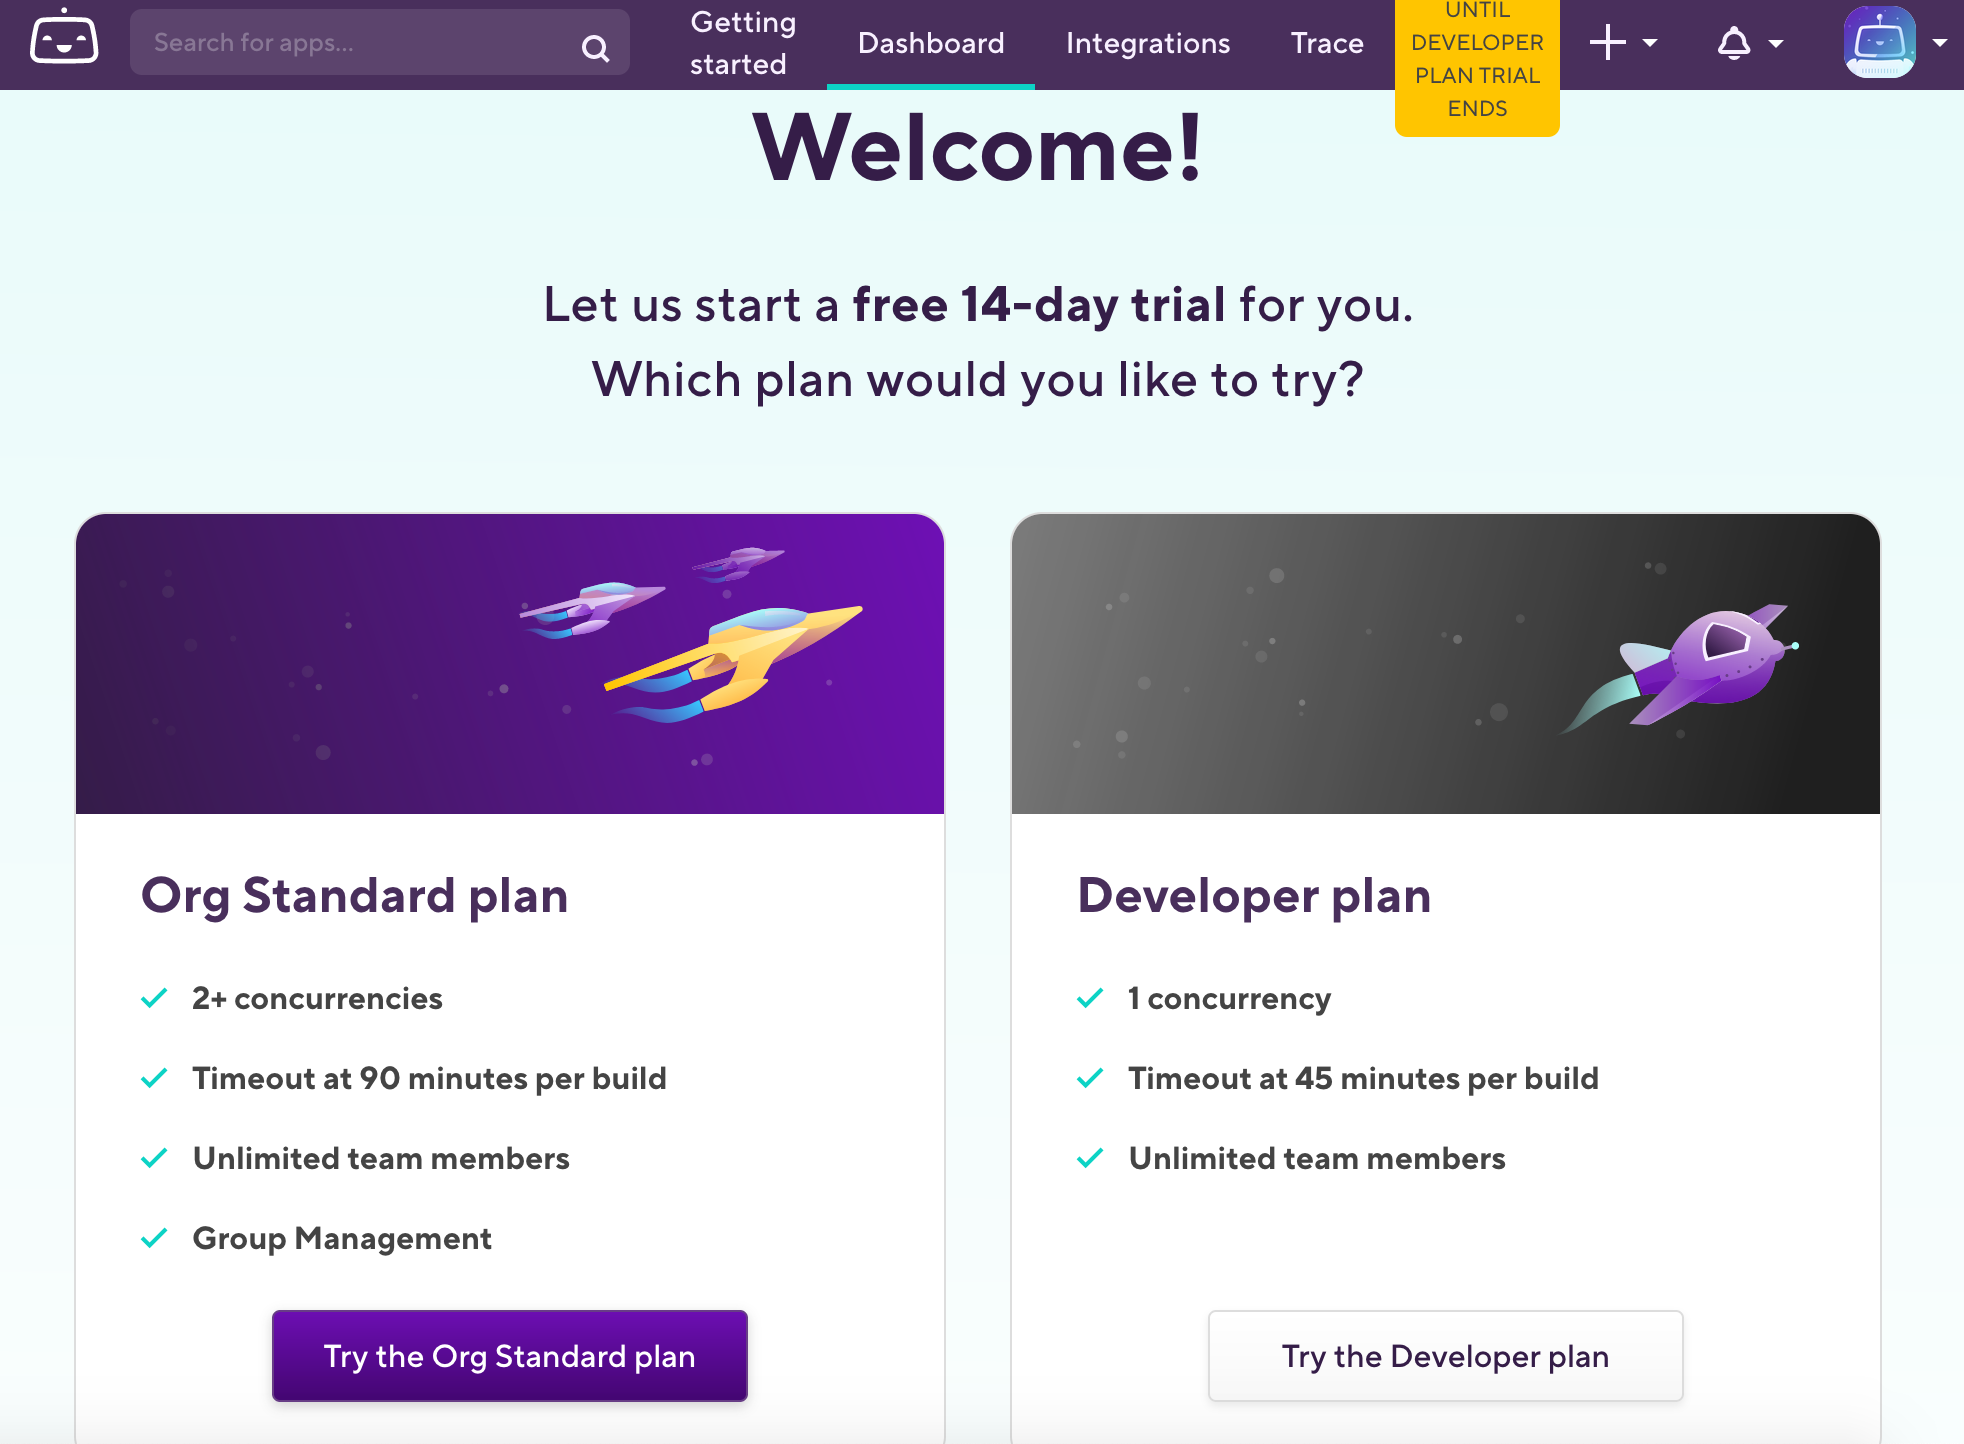 Search for apps...
Getting
started
Dashboard
Integrations
Trace
UNTIL
DEVELOPER
PLAN TRIAL
ENDS
Welcome!
Let us start a free 14-day trial for you.
Which plan would you like to try?
Org Standard plan
2+ concurrencies
Timeout at 90 minutes per build
Unlimited team members
Group Management
Try the Org Standard plan
Developer plan
1 concurrency
Timeout at 45 minutes per build
Unlimited team members
Try the Developer plan